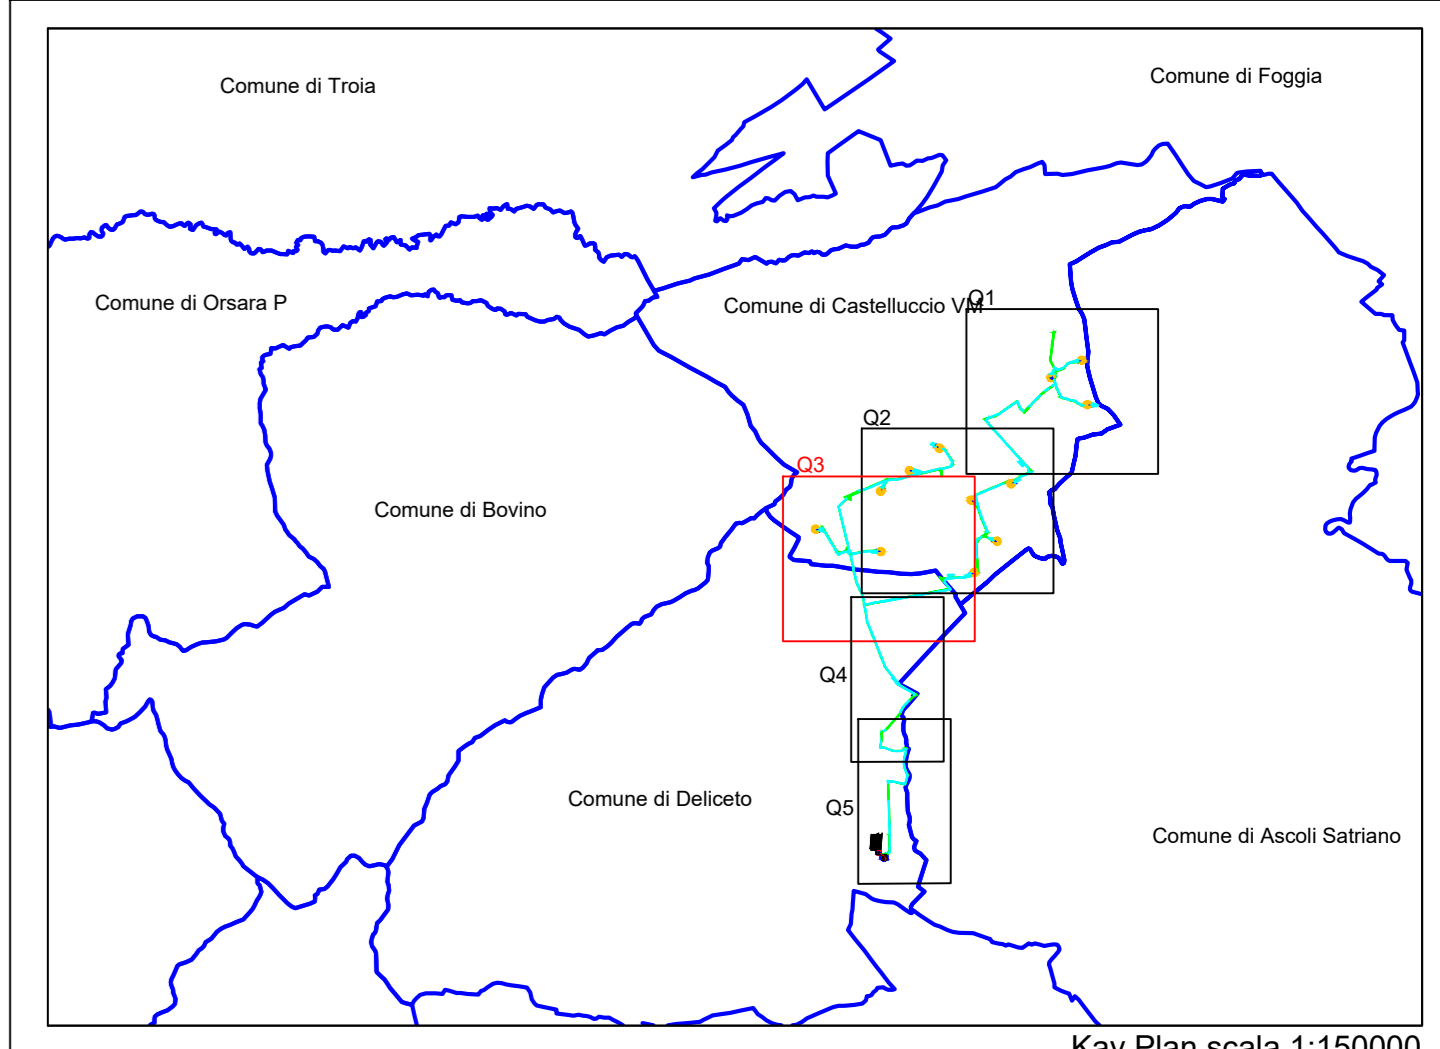 Comune di Foggia
Comune di Troia
Q1
Comune di Orsara P
Comune di Castelluccio VM
Q2
Q3
Comune di Bovino
Q4
Comune di Deliceto
Q5
Comune di Ascoli Satriano
Kay Plan scala 1:150000